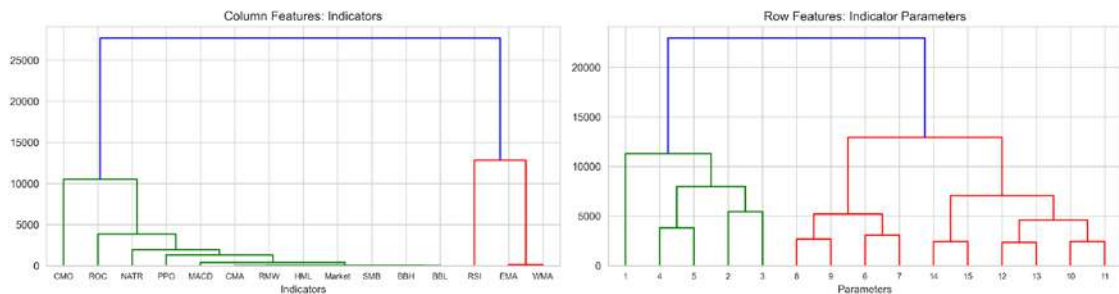 Column Features: Indicators
25000
20000
15000
10000
5000
0
CMO ROC NATR PPO MACD CMA RMW HML Market SMB BBH BBL RSI EMA WMA
Indicators
Row Features: Indicator Parameters
20000
15000
10000
5000
0
1 4 5 2 3 8 9 6 7 14 15 12 13 10 11
Parameters